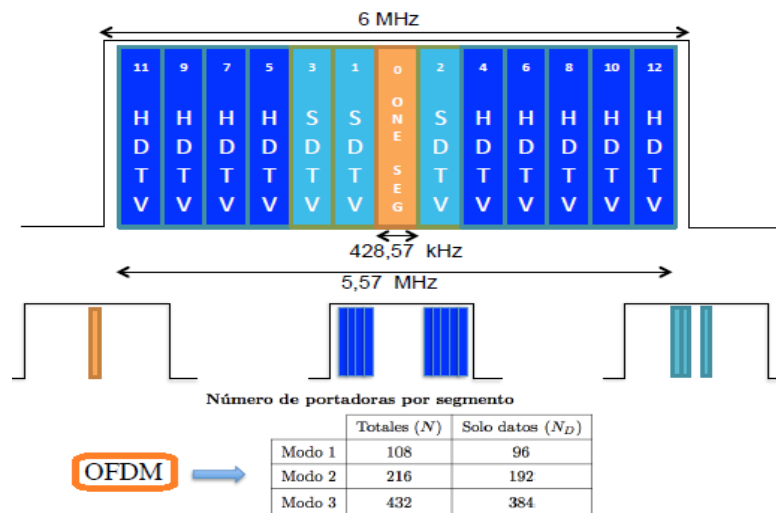 6 MHz
11 9 7 5 3 1 0 2 4 6 8 10 12
HDTV HDTV HDTV HDTV SDTV SDTV ONE SEG SDTV HDTV HDTV HDTV HDTV HDTV
428,57 kHz
5,57 MHz
Número de portadoras por segmento
Totales (N) Solo datos (N_D)
Modo 1 108 96
OFDM Modo 2 216 192
Modo 3 432 384